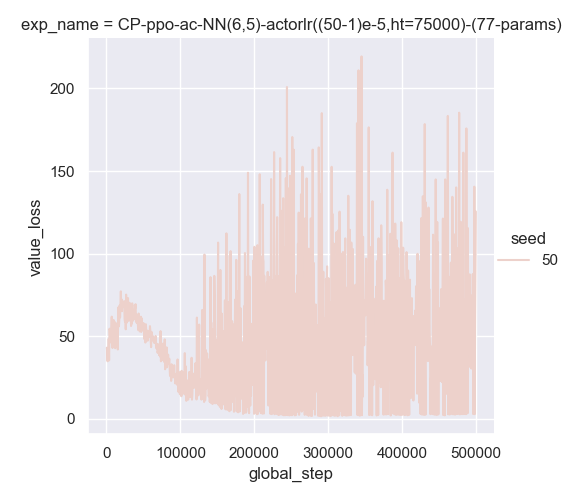 exp_name = CP-ppo-ac-NN(6,5)-actorlr((50-1)e-5,ht=75000)-(77-params)
200
150
100
50
0
value_loss
0 100000 200000 300000 400000 500000
global_step
seed
50